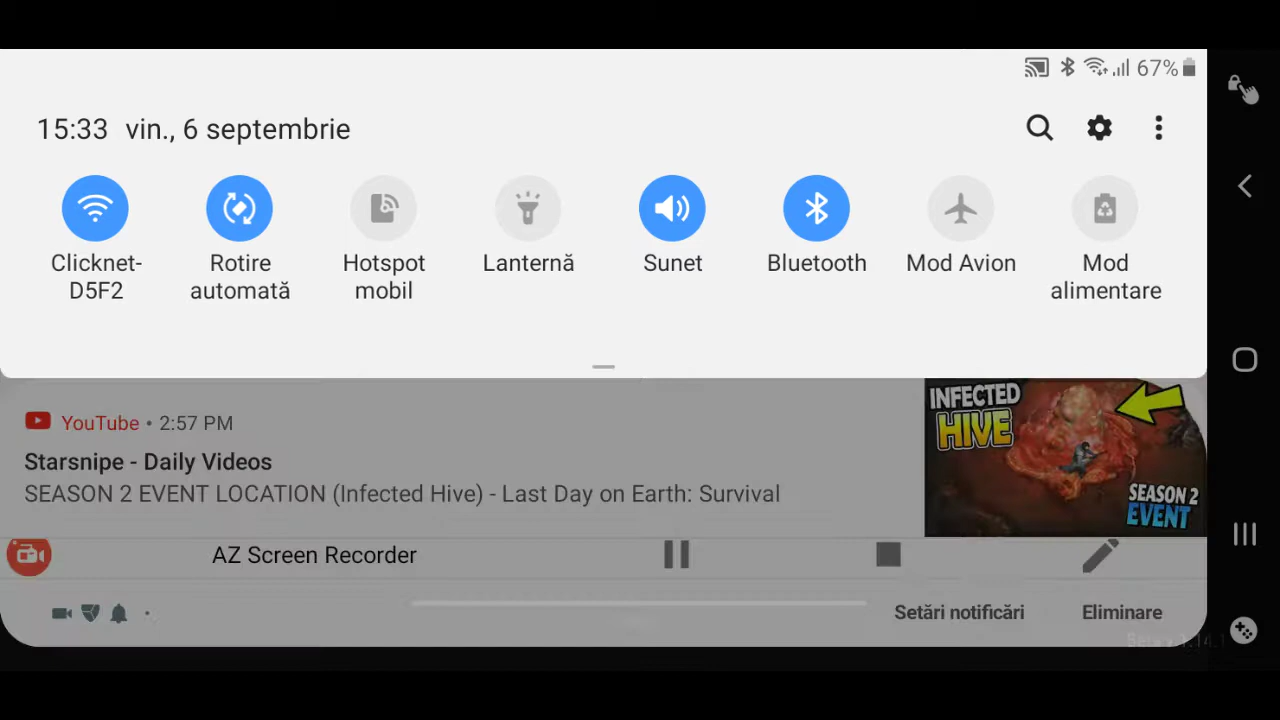 67%
15:33 vin., 6 septembrie
Clicknet-
D5F2
Rotire
automată
Hotspot
mobil
Lanternă
Sunet
Bluetooth
Mod Avion
Mod
alimentare
YouTube • 2:57 PM
Starsnipe - Daily Videos
SEASON 2 EVENT LOCATION (Infected Hive) - Last Day on Earth: Survival
INFECTED
HIVE
SEASON 2
EVENT
AZ Screen Recorder
Setări notificări
Eliminare